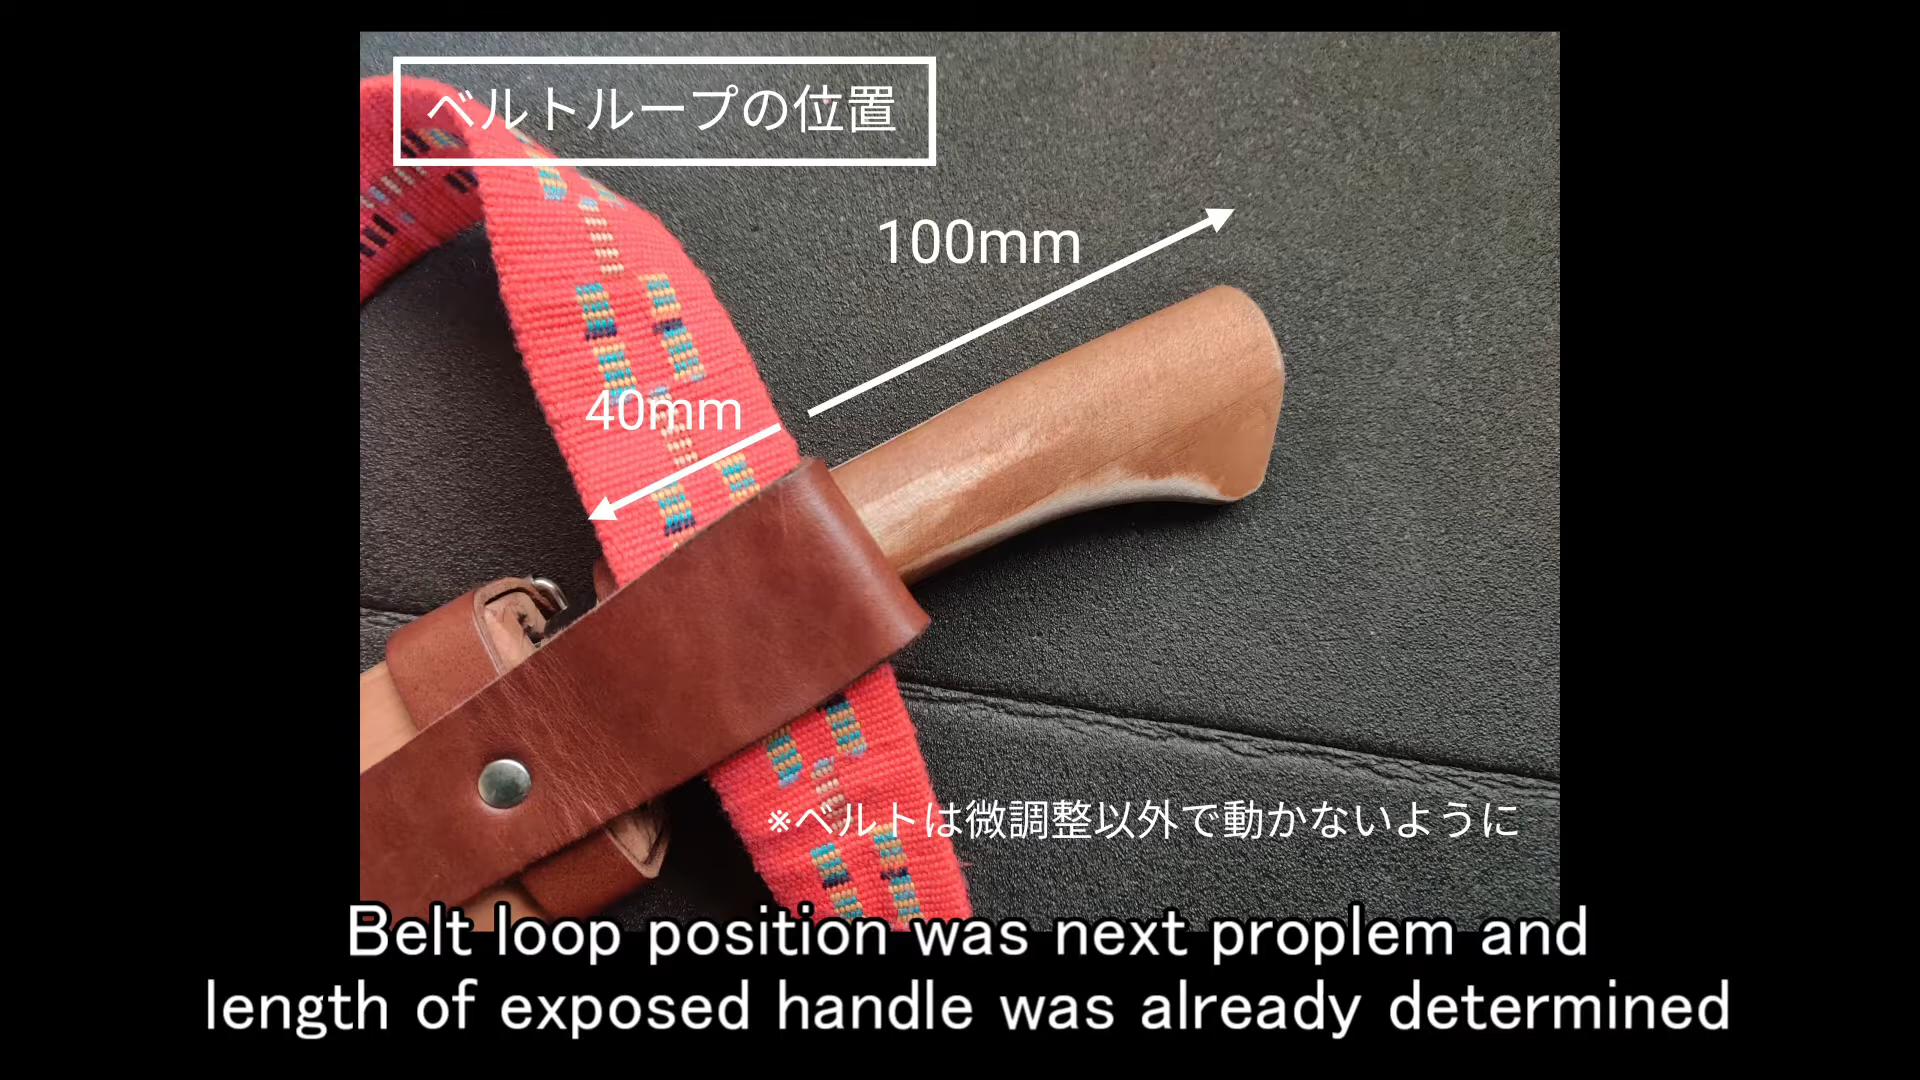 ベルトループの位置
100mm
40mm
※ベルトは微調整以外で動かないように
Belt loop position was next proplem and
length of exposed handle was already determined